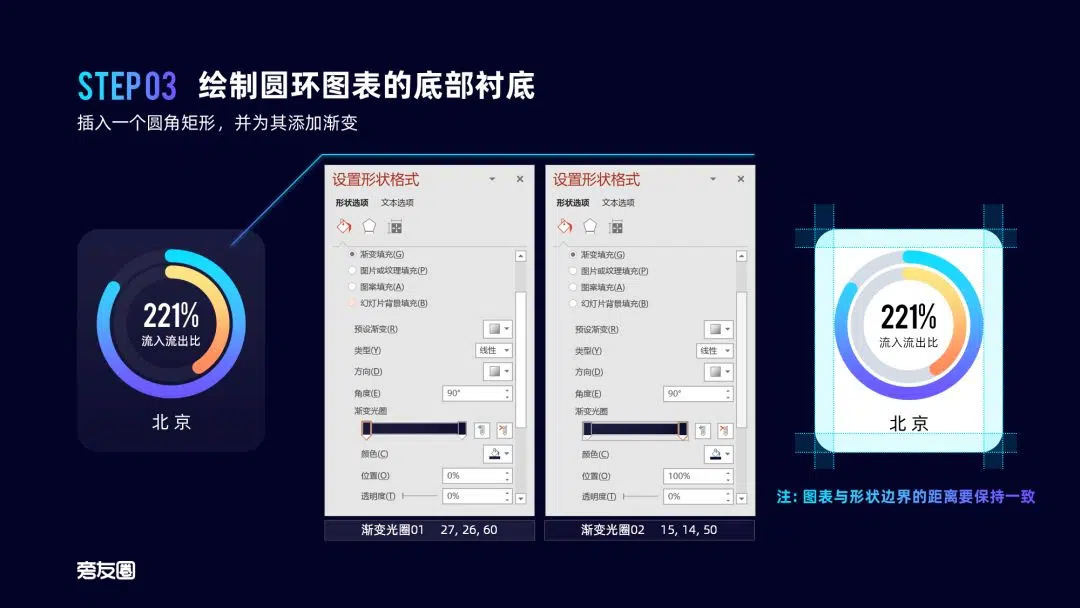 STEP 03 绘制圆环图表的底部衬底
插入一个圆角矩形，并为其添加渐变
221%
流入流出比
北京
设置形状格式
形状选项 文本选项
渐变填充(G)
图片或纹理填充(P)
图案填充(A)
幻灯片背景填充(B)
预设渐变(R)
类型(Y) 线性
方向(D)
角度(E) 90°
渐变光圈
颜色(C)
位置(O) 0%
透明度(T) 0%
渐变光圈01 27, 26, 60
设置形状格式
形状选项 文本选项
渐变填充(G)
图片或纹理填充(P)
图案填充(A)
幻灯片背景填充(B)
预设渐变(R)
类型(Y) 线性
方向(D)
角度(E) 90°
渐变光圈
颜色(C)
位置(O) 100%
透明度(T) 0%
渐变光圈02 15, 14, 50
221%
流入流出比
北京
注: 图表与形状边界的距离要保持一致
旁友圈